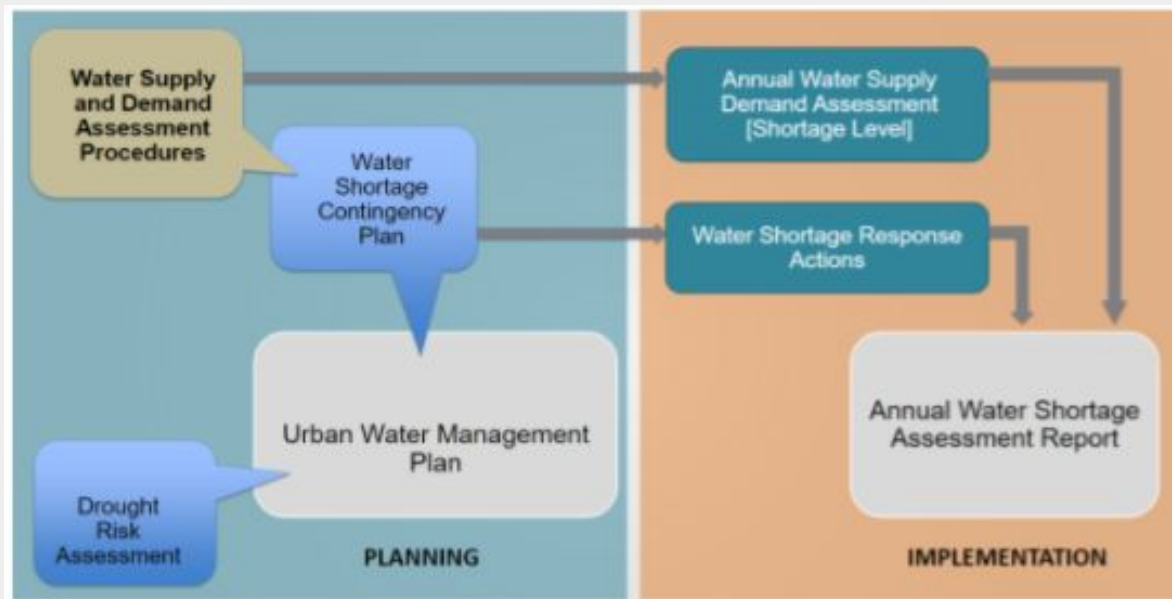 Water Supply
and Demand
Assessment
Procedures
Water
Shortage
Contingency
Plan
Urban Water Management
Plan
Drought
Risk
Assessment
PLANNING
Annual Water Supply
Demand Assessment
[Shortage Level]
Water Shortage Response
Actions
Annual Water Shortage
Assessment Report
IMPLEMENTATION